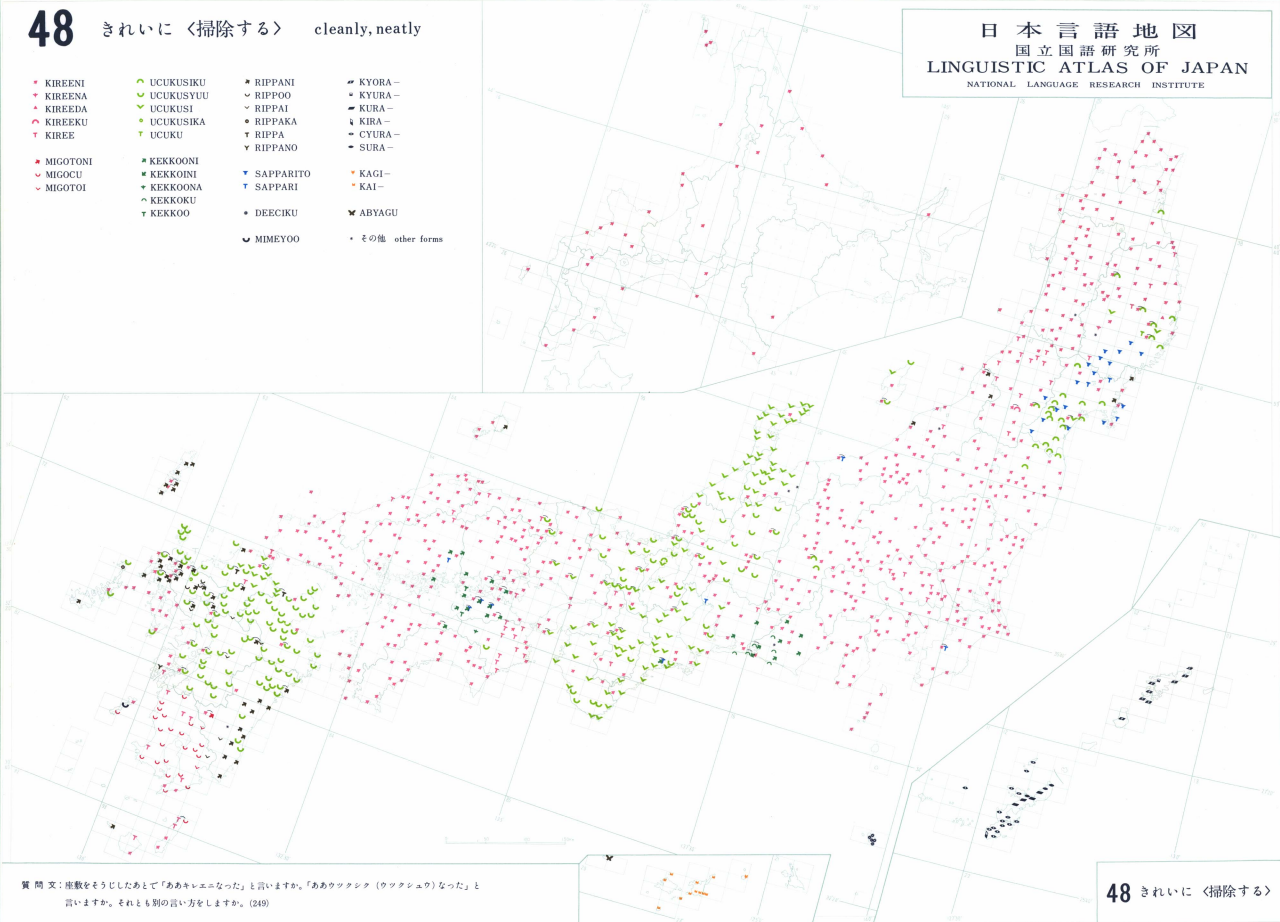 48 きれいに〈掃除する〉 cleanly, neatly
日本言語地図
国立国語研究所
LINGUISTIC ATLAS OF JAPAN
NATIONAL LANGUAGE RESEARCH INSTITUTE
KIREENI
KIREENA
KIREEDA
KIREEKU
KIREE
MIGOTONI
MIGOCU
MIGOTOI
UCUKUSIKU
UCUKUSYUU
UCUKUSI
UCUKUSIKA
UCUKU
KEKKOONI
KEKKOINI
KEKKOONA
KEKKOKU
KEKKOO
RIPPANI
RIPPOO
RIPPAI
RIPPAKA
RIPPA
RIPPANO
SAPPARITO
SAPPARI
DEECIKU
MIMEYOO
KYORA－
KYURA－
KURA－
KIRA－
CYURA－
SURA－
KAGI－
KAI－
ABYAGU
その他 other forms
質問文：座敷をそうじしたあとで「ああキレエニなった」と言いますか。「ああウツクシク（ウツクシュウ）なった」と
言いますか。それとも別の言い方をしますか。(249)
48 きれいに〈掃除する〉